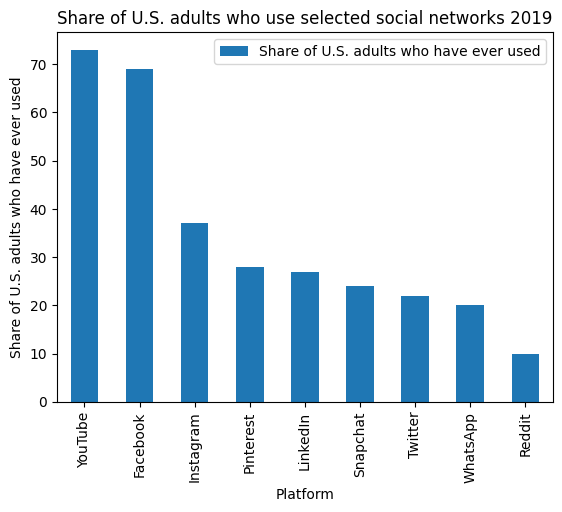 Share of U.S. adults who use selected social networks 2019
Share of U.S. adults who have ever used
Share of U.S. adults who have ever used
70
60
50
40
30
20
10
0
YouTube
Facebook
Instagram
Pinterest
LinkedIn
Snapchat
Twitter
WhatsApp
Reddit
Platform